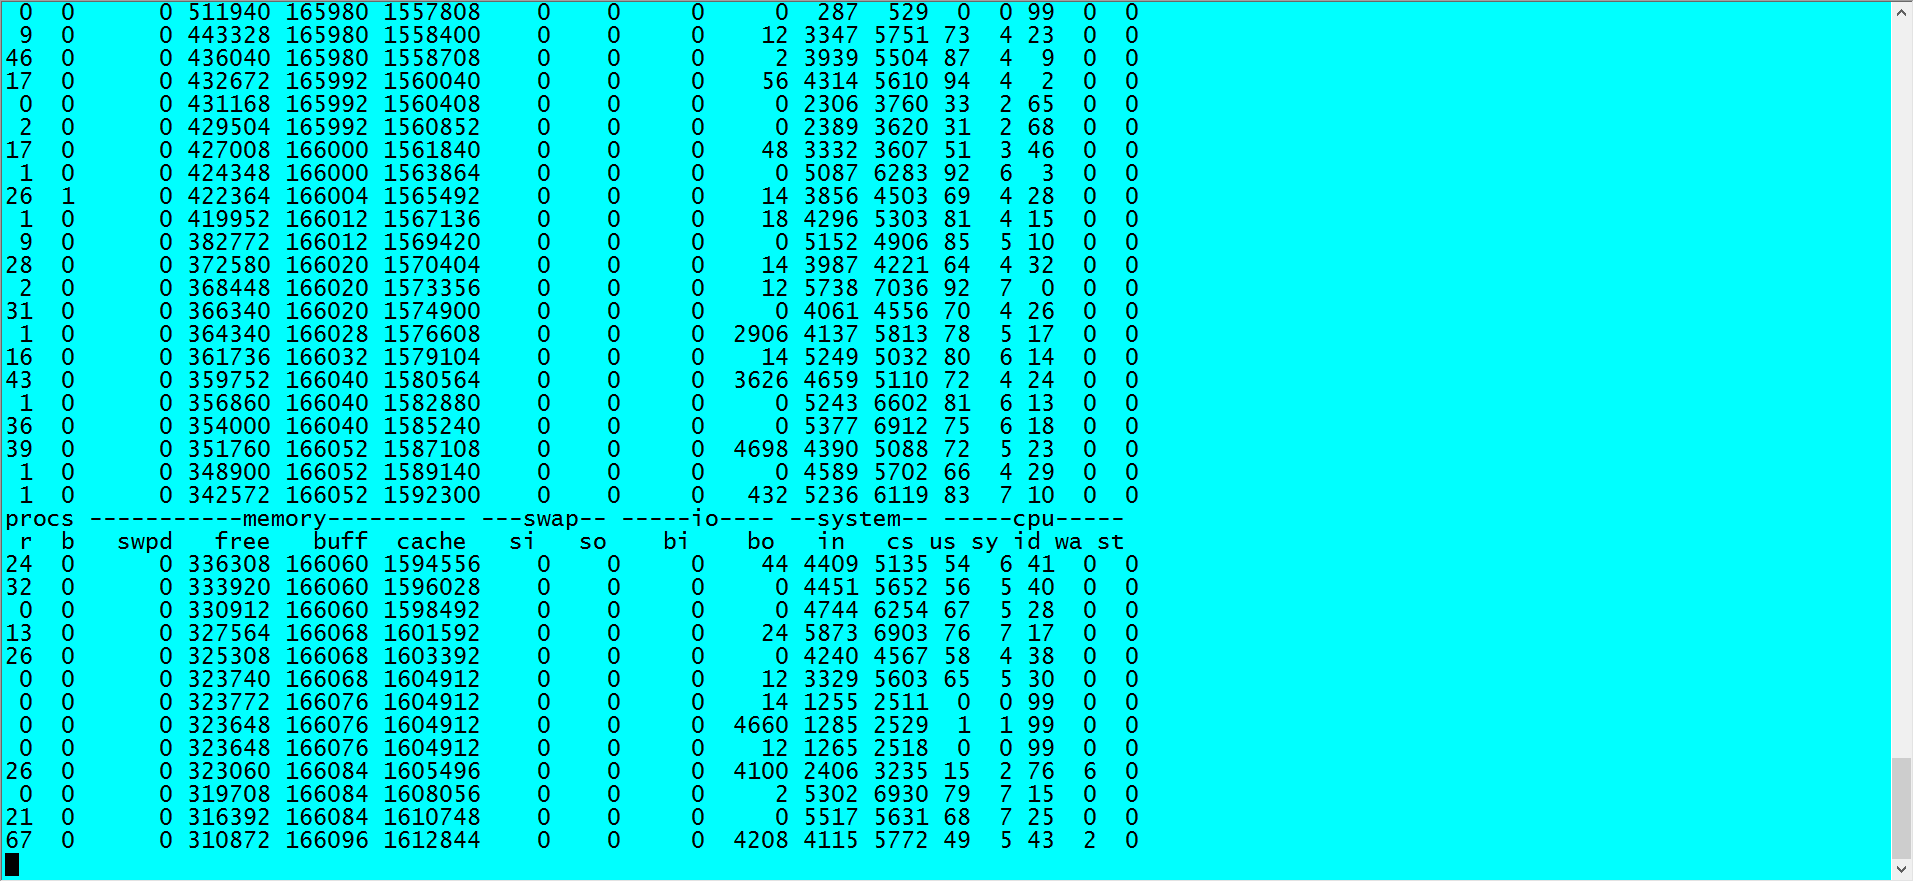 0  0      0 511940 165980 1557808    0    0     0     0  287  529  0  0 99  0  0
 9  0      0 443328 165980 1558400    0    0     0    12 3347 5751 73  4 23  0  0
46  0      0 436040 165980 1558708    0    0     0     2 3939 5504 87  4  9  0  0
17  0      0 432672 165992 1560040    0    0     0    56 4314 5610 94  4  2  0  0
 0  0      0 431168 165992 1560408    0    0     0     0 2306 3760 33  2 65  0  0
 2  0      0 429504 165992 1560852    0    0     0     0 2389 3620 31  2 68  0  0
17  0      0 427008 166000 1561840    0    0     0    48 3332 3607 51  3 46  0  0
 1  0      0 424348 166000 1563864    0    0     0     0 5087 6283 92  6  3  0  0
26  1      0 422364 166004 1565492    0    0     0    14 3856 4503 69  4 28  0  0
 1  0      0 419952 166012 1567136    0    0     0    18 4296 5303 81  4 15  0  0
 9  0      0 382772 166012 1569420    0    0     0     0 5152 4906 85  5 10  0  0
28  0      0 372580 166020 1570404    0    0     0    14 3987 4221 64  4 32  0  0
 2  0      0 368448 166020 1573356    0    0     0    12 5738 7036 92  7  0  0  0
31  0      0 366340 166020 1574900    0    0     0     0 4061 4556 70  4 26  0  0
 1  0      0 364340 166028 1576608    0    0     0  2906 4137 5813 78  5 17  0  0
16  0      0 361736 166032 1579104    0    0     0    14 5249 5032 80  6 14  0  0
43  0      0 359752 166040 1580564    0    0     0  3626 4659 5110 72  4 24  0  0
 1  0      0 356860 166040 1582880    0    0     0     0 5243 6602 81  6 13  0  0
36  0      0 354000 166040 1585240    0    0     0     0 5377 6912 75  6 18  0  0
39  0      0 351760 166052 1587108    0    0     0  4698 4390 5088 72  5 23  0  0
 1  0      0 348900 166052 1589140    0    0     0     0 4589 5702 66  4 29  0  0
 1  0      0 342572 166052 1592300    0    0     0   432 5236 6119 83  7 10  0  0
procs -----------memory---------- ---swap-- -----io---- --system-- -----cpu-----
 r  b   swpd   free   buff  cache   si   so    bi    bo   in   cs us sy id wa st
24  0      0 336308 166060 1594556    0    0     0    44 4409 5135 54  6 41  0  0
32  0      0 333920 166060 1596028    0    0     0     0 4451 5652 56  5 40  0  0
 0  0      0 330912 166060 1598492    0    0     0     0 4744 6254 67  5 28  0  0
13  0      0 327564 166068 1601592    0    0     0    24 5873 6903 76  7 17  0  0
26  0      0 325308 166068 1603392    0    0     0     0 4240 4567 58  4 38  0  0
 0  0      0 323740 166068 1604912    0    0     0    12 3329 5603 65  5 30  0  0
 0  0      0 323772 166076 1604912    0    0     0    14 1255 2511  0  0 99  0  0
 0  0      0 323648 166076 1604912    0    0     0  4660 1285 2529  1  1 99  0  0
 0  0      0 323648 166076 1604912    0    0     0    12 1265 2518  0  0 99  0  0
26  0      0 323060 166084 1605496    0    0     0  4100 2406 3235 15  2 76  6  0
 0  0      0 319708 166084 1608056    0    0     0     2 5302 6930 79  7 15  0  0
21  0      0 316392 166084 1610748    0    0     0     0 5517 5631 68  7 25  0  0
67  0      0 310872 166096 1612844    0    0     0  4208 4115 5772 49  5 43  2  0